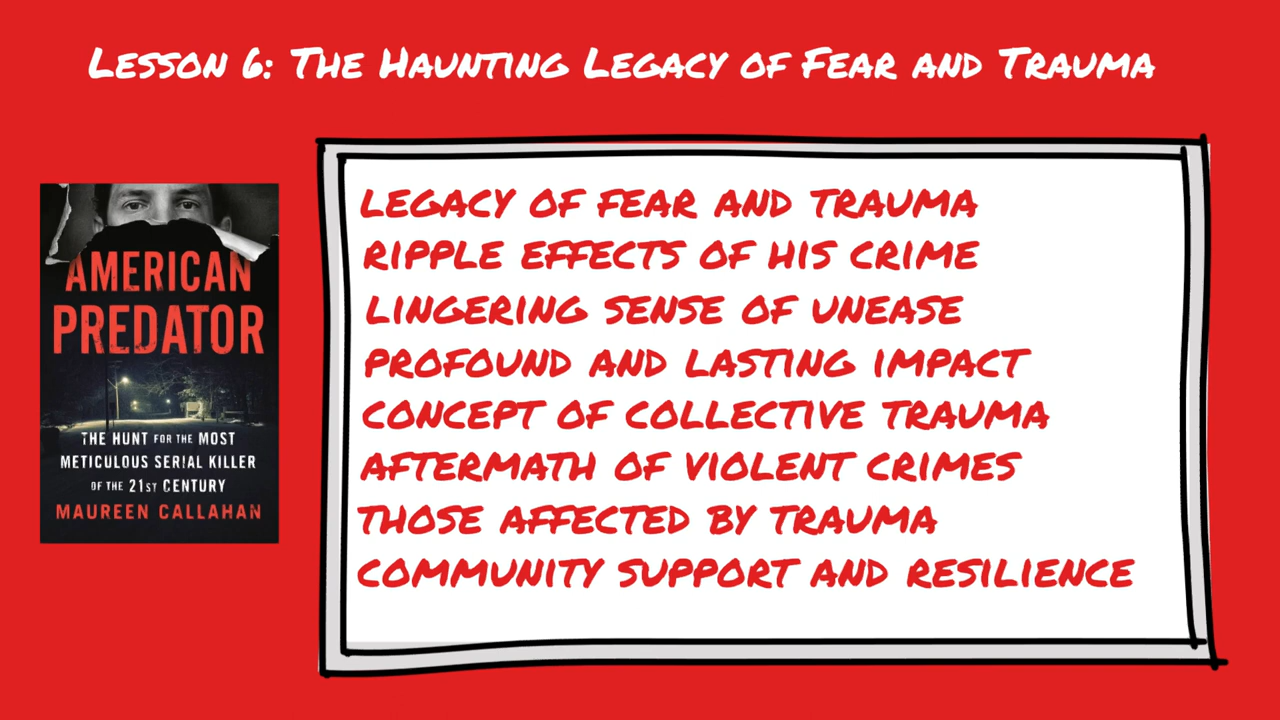 LESSON 6: THE HAUNTING LEGACY OF FEAR AND TRAUMA
AMERICAN
PREDATOR
THE HUNT FOR THE MOST
METICULOUS SERIAL KILLER
OF THE 21ST CENTURY
MAUREEN CALLAHAN
LEGACY OF FEAR AND TRAUMA
RIPPLE EFFECTS OF HIS CRIME
LINGERING SENSE OF UNEASE
PROFOUND AND LASTING IMPACT
CONCEPT OF COLLECTIVE TRAUMA
AFTERMATH OF VIOLENT CRIMES
THOSE AFFECTED BY TRAUMA
COMMUNITY SUPPORT AND RESILIENCE